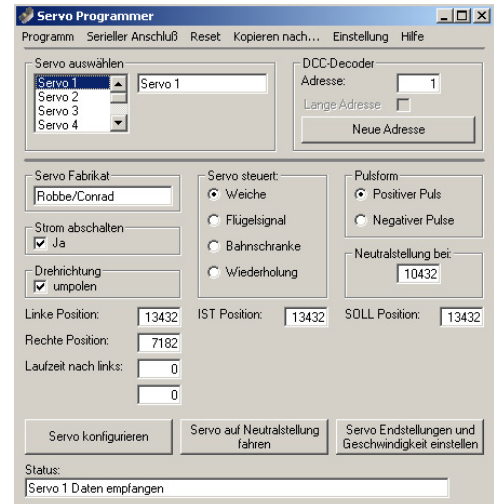 Servo Programmer
Programm Serieller Anschluß Reset Kopieren nach... Einstellung Hilfe
Servo auswählen
Servo 1
Servo 2
Servo 3
Servo 4
Servo 1
DCC-Decoder
Adresse: 1
Lange Adresse
Neue Adresse
Servo Fabrikat
Robbe/Conrad
Strom abschalten
Ja
Drehrichtung
umpolen
Servo steuert:
Weiche
Flügelsignal
Bahnschranke
Wiederholung
Pulsform
Positiver Puls
Negativer Pulse
Neutralstellung bei:
10432
Linke Position: 13432 IST Position: 13432 SOLL Position: 13432
Rechte Position: 7182
Laufzeit nach links: 0
0
Servo konfigurieren
Servo auf Neutralstellung
fahren
Servo Endstellungen und
Geschwindigkeit einstellen
Status:
Servo 1 Daten empfangen